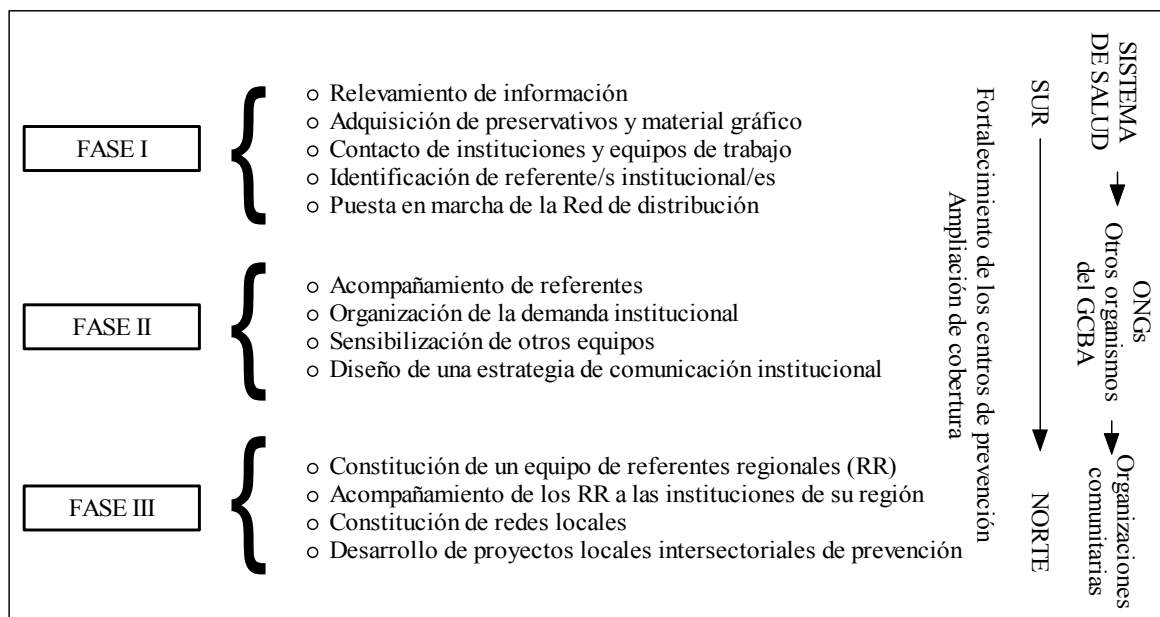 FASE I
○ Relevamiento de información
○ Adquisición de preservativos y material gráfico
○ Contacto de instituciones y equipos de trabajo
○ Identificación de referente/s institucional/es
○ Puesta en marcha de la Red de distribución
FASE II
○ Acompañamiento de referentes
○ Organización de la demanda institucional
○ Sensibilización de otros equipos
○ Diseño de una estrategia de comunicación institucional
FASE III
○ Constitución de un equipo de referentes regionales (RR)
○ Acompañamiento de los RR a las instituciones de su región
○ Constitución de redes locales
○ Desarrollo de proyectos locales intersectoriales de prevención
Fortalecimiento de los centros de prevención
Ampliación de cobertura
SUR
NORTE
SISTEMA
DE SALUD
ONGs
Otros organismos
del GCBA
Organizaciones
comunitarias